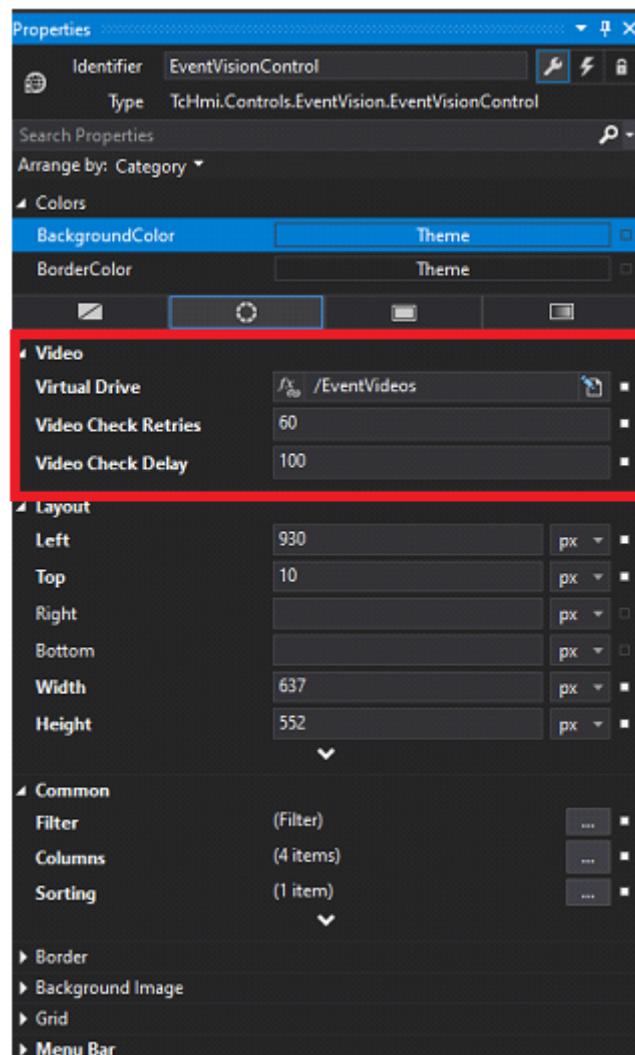 Properties
Identifier EventVisionControl
Type TcHmi.Controls.EventVision.EventVisionControl
Search Properties
Arrange by: Category
Colors
BackgroundColor Theme
BorderColor Theme
Video
Virtual Drive fx /EventVideos
Video Check Retries 60
Video Check Delay 100
Layout
Left 930 px
Top 10 px
Right px
Bottom px
Width 637 px
Height 552 px
Common
Filter (Filter) ...
Columns (4 items) ...
Sorting (1 item) ...
Border
Background Image
Grid
Menu Bar